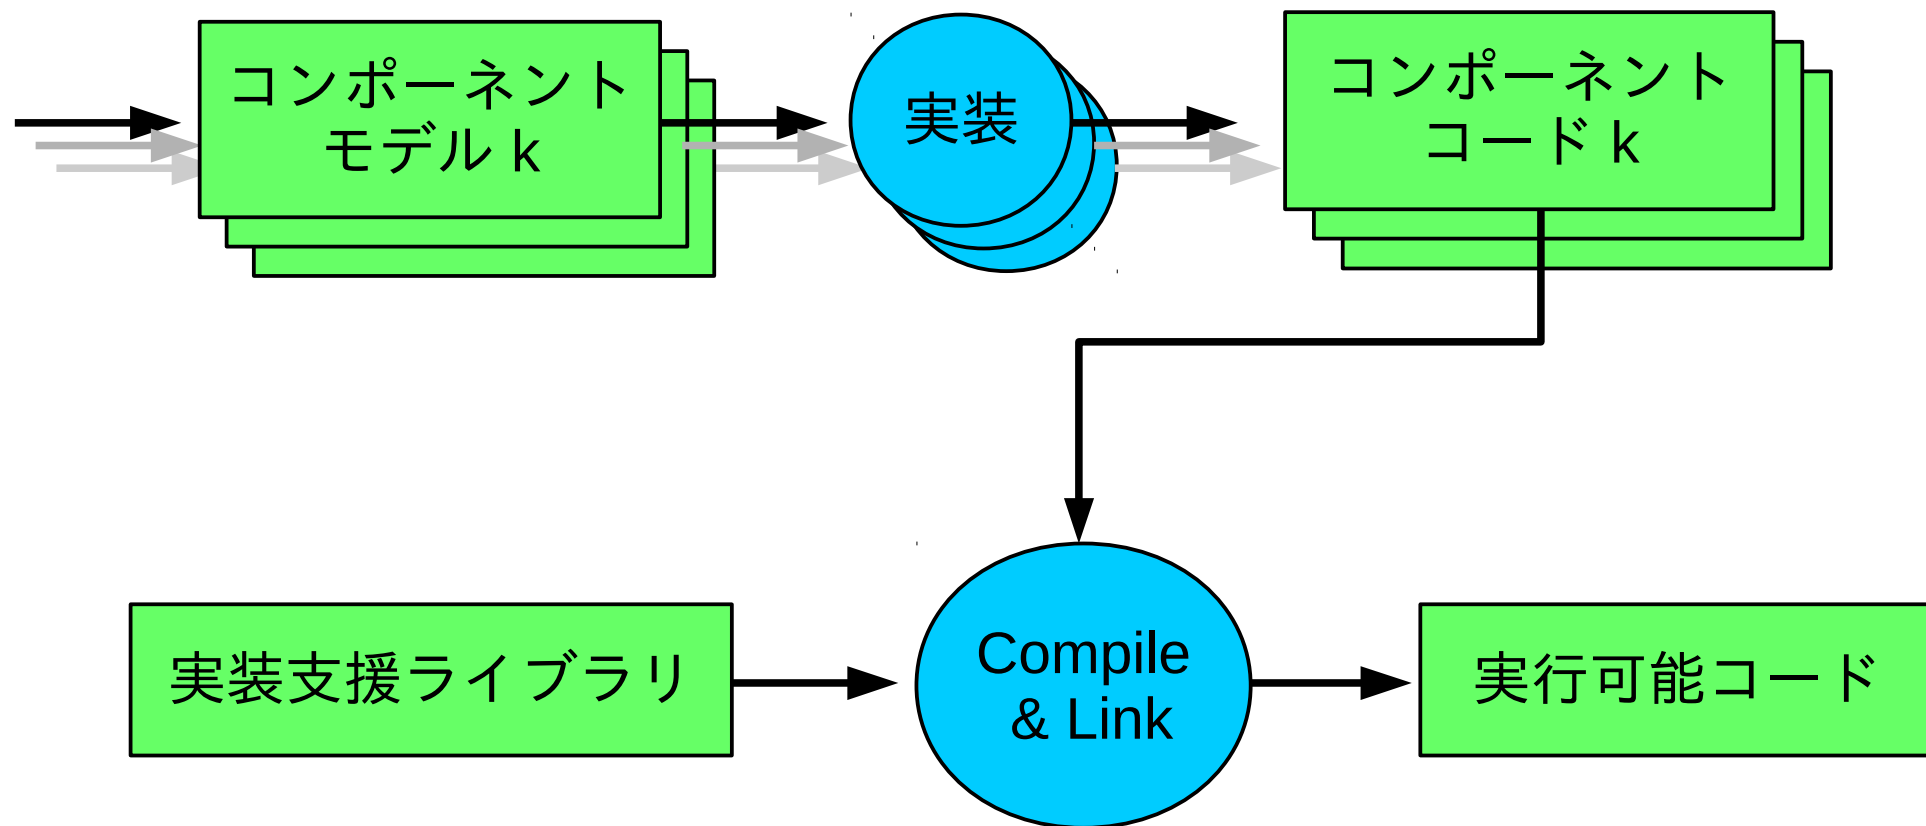 コンポーネント
モデル k
実装
コンポーネント
コード k
実装支援ライブラリ
Compile
& Link
実行可能コード